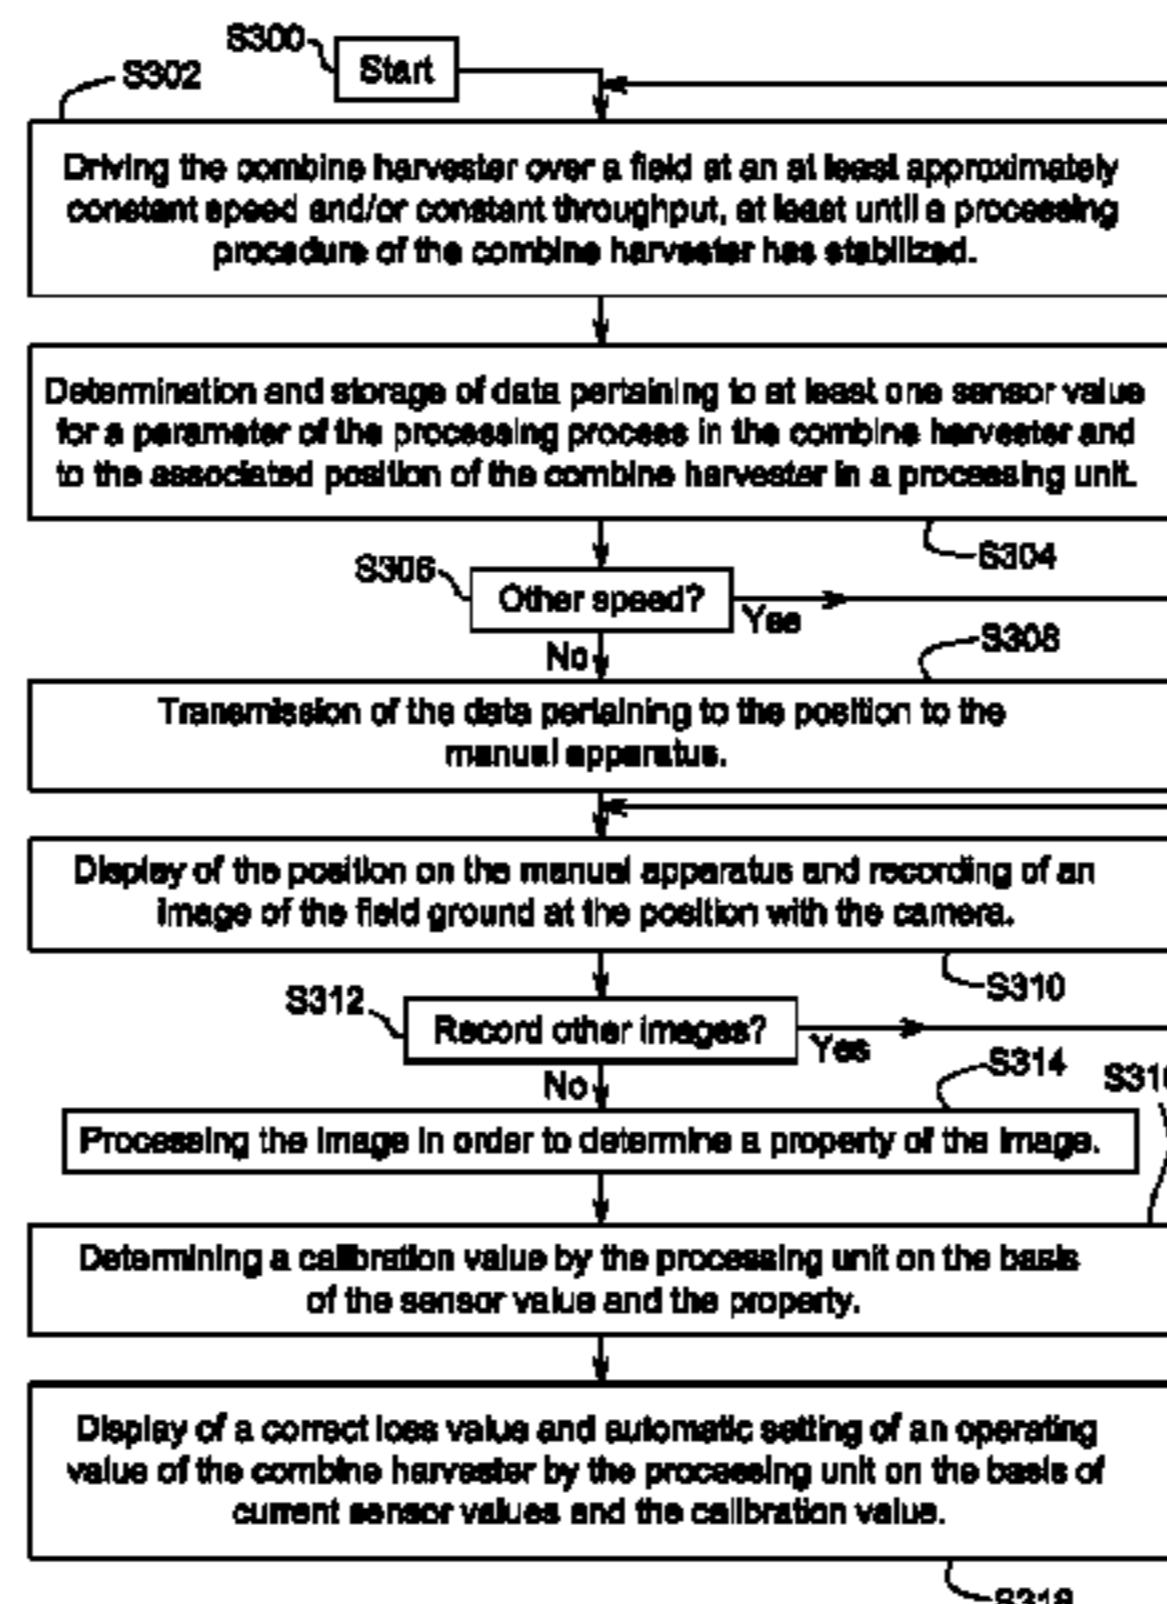 S300
Start
S302
Driving the combine harvester over a field at an at least approximately
constant speed and/or constant throughput, at least until a processing
procedure of the combine harvester has stabilized.
Determination and storage of data pertaining to at least one sensor value
for a parameter of the processing process in the combine harvester and
to the associated position of the combine harvester in a processing unit.
S304
S306
Other speed?
Yes
No
S308
Transmission of the data pertaining to the position to the
manual apparatus.
Display of the position on the manual apparatus and recording of an
image of the field ground at the position with the camera.
S310
S312
Record other images?
Yes
No
S314
Processing the image in order to determine a property of the image.
Determining a calibration value by the processing unit on the basis
of the sensor value and the property.
Display of a correct loss value and automatic setting of an operating
value of the combine harvester by the processing unit on the basis of
current sensor values and the calibration value.